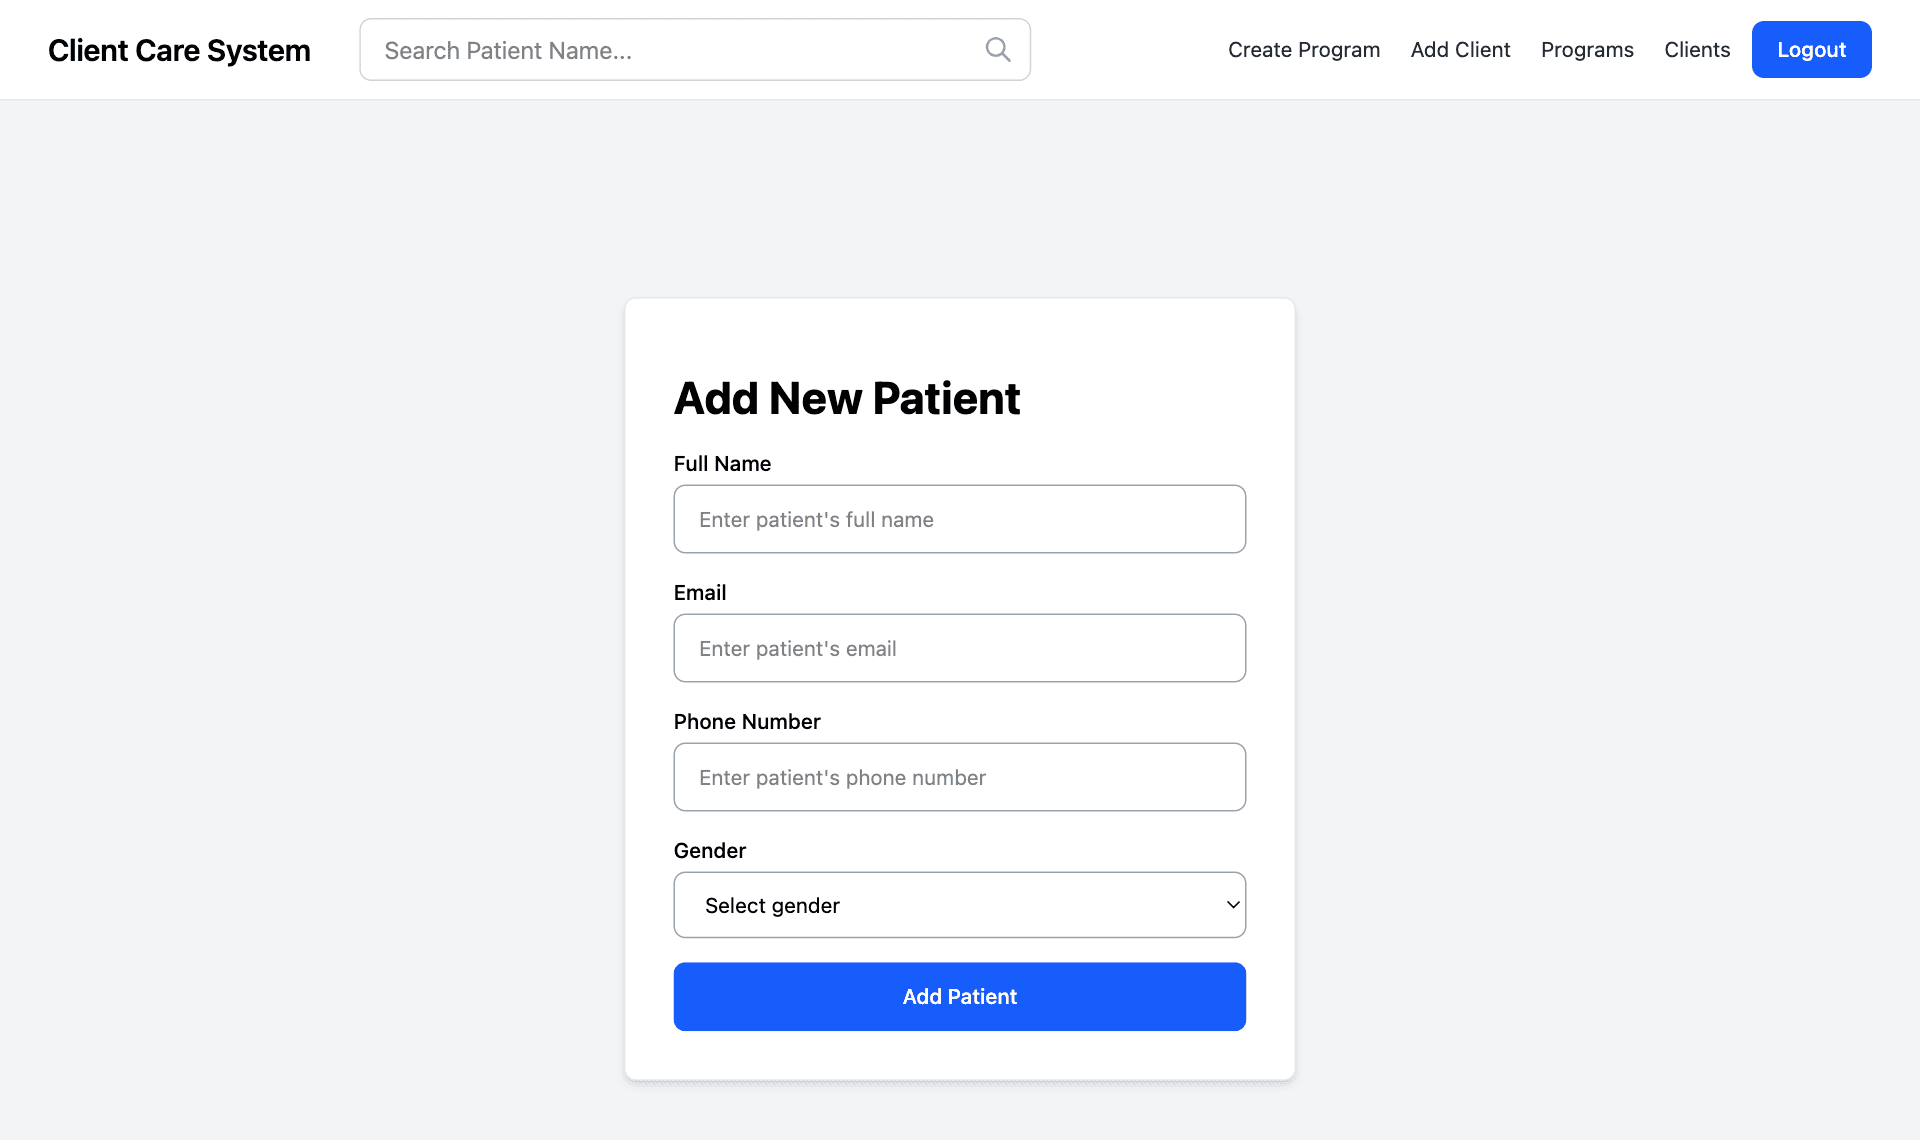 Client Care System
Search Patient Name...
Create Program
Add Client
Programs
Clients
Logout
Add New Patient
Full Name
Enter patient's full name
Email
Enter patient's email
Phone Number
Enter patient's phone number
Gender
Select gender
Add Patient